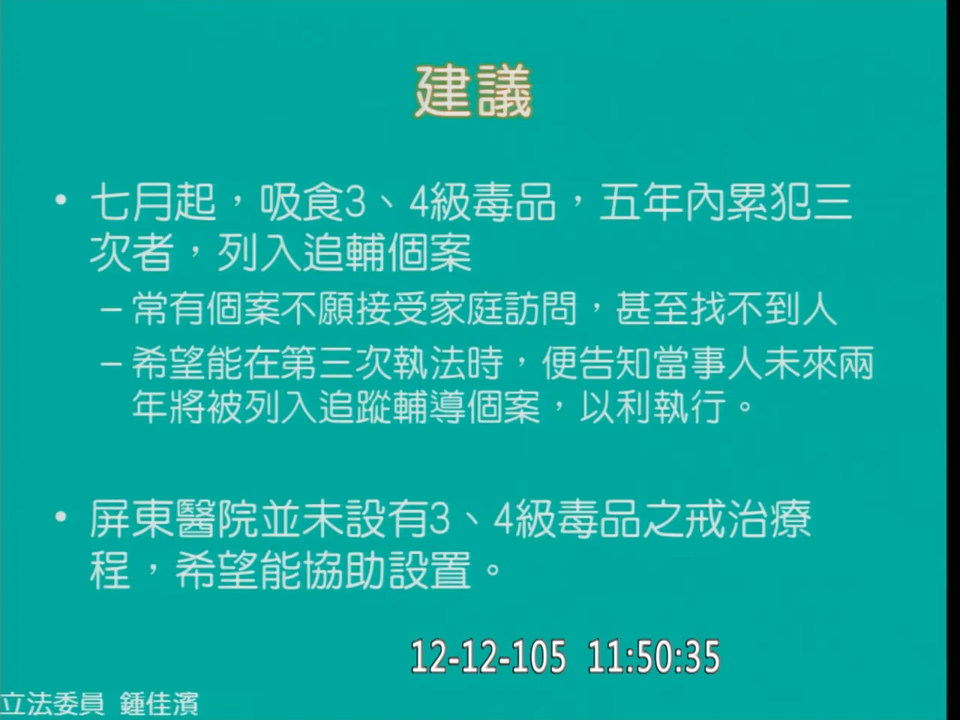 建議
• 七月起，吸食3、4級毒品，五年內累犯三
次者，列入追輔個案
– 常有個案不願接受家庭訪問，甚至找不到人
– 希望能在第三次執法時，便告知當事人未來兩
年將被列入追蹤輔導個案，以利執行。
• 屏東醫院並未設有3、4級毒品之戒治療
程，希望能協助設置。
12-12-105 11:50:35
立法委員 鍾佳濱